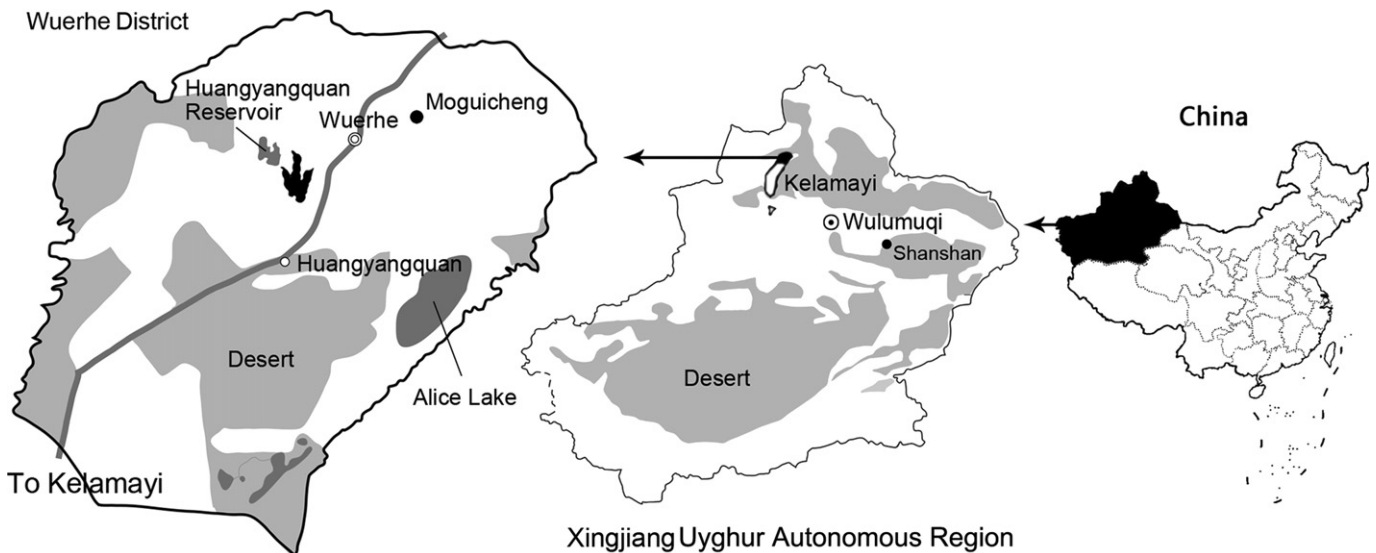 Wuerhe District
Huangyangquan
Reservoir
Wuerhe
Moguicheng
Huangyangquan
Desert
Alice Lake
To Kelamayi
Kelamayi
Wulumuqi
Shanshan
Desert
Xingjiang Uyghur Autonomous Region
China